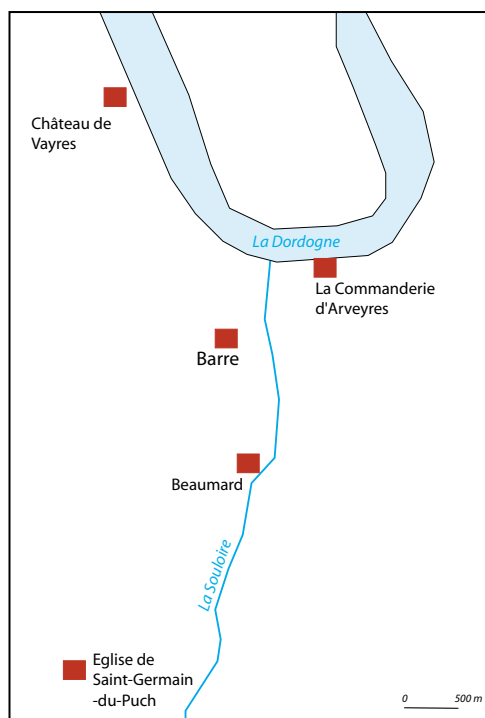 Château de
Vayres
La Dordogne
La Commanderie
d'Arveyres
Barre
Beaumard
La Souloire
Eglise de
Saint-Germain
-du-Puch
0 500 m